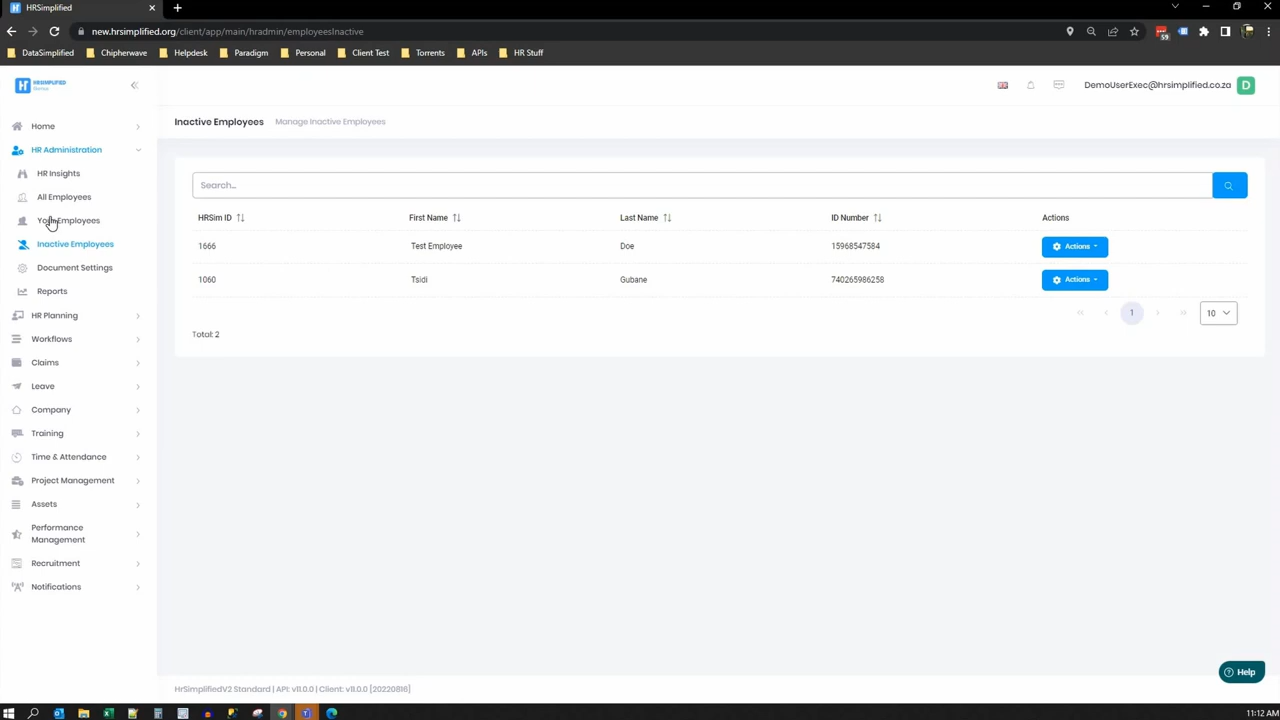 HRSimplified
new.hrsimplified.org/client/app/main/hradmin/employeesInactive
59
DataSimplified Chipherwave Helpdesk Paradigm Personal Client Test Torrents APIs HR Stuff
HRSIMPLIFIED
DemoUserExec@hrsimplified.co.za D
Inactive Employees Manage Inactive Employees
Home
HR Administration
HR Insights
All Employees
Your Employees
Inactive Employees
Document Settings
Reports
HR Planning
Workflows
Claims
Leave
Company
Training
Time & Attendance
Project Management
Assets
Performance
Management
Recruitment
Notifications
Search...
HRSim ID First Name Last Name ID Number Actions
1666 Test Employee Doe 15968547584 Actions
1060 Tsidi Gubane 740265986258 Actions
1 10
Total: 2
Help
HrSimplifiedV2 Standard | API: v11.0.0 | Client: v11.0.0 [20220816]
11:12 AM